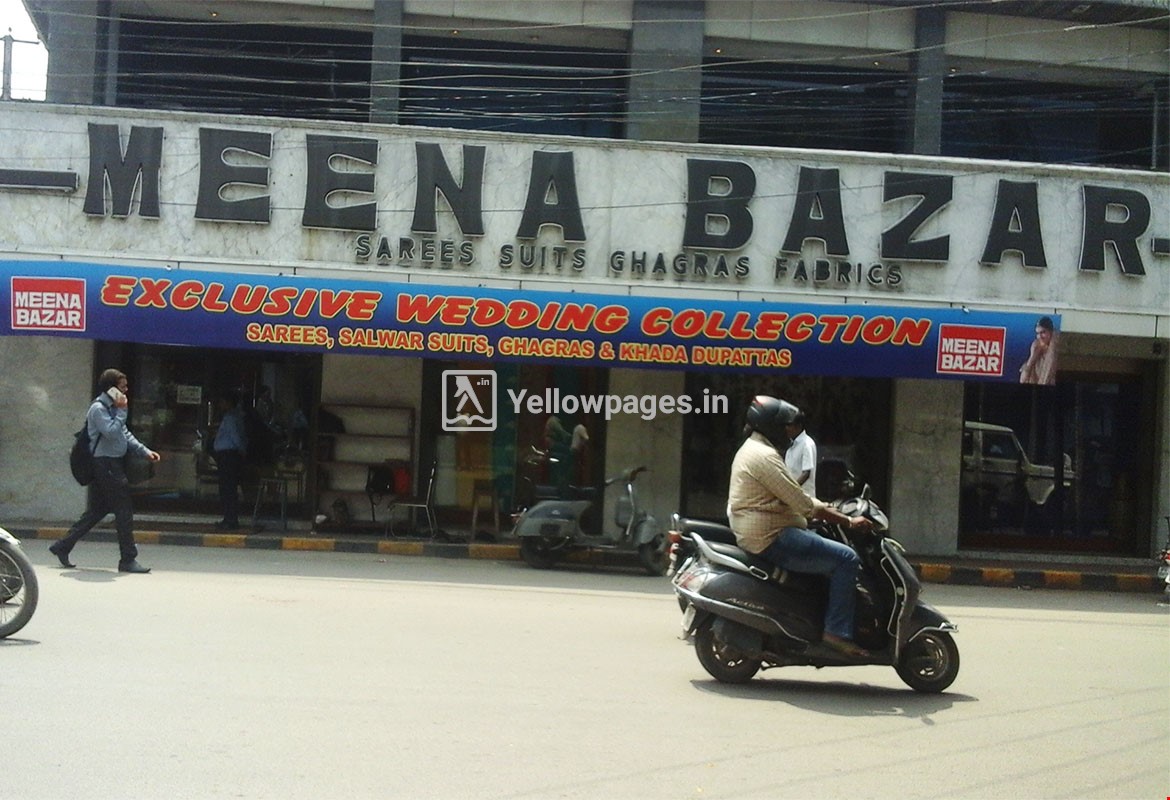 MEENA BAZAR
SAREES SUITS GHAGRAS FABRICS
MEENA
BAZAR
EXCLUSIVE WEDDING COLLECTION
SAREES, SALWAR SUITS, GHAGRAS & KHADA DUPATTAS
MEENA
BAZAR
.in
Yellowpages.in
Activa